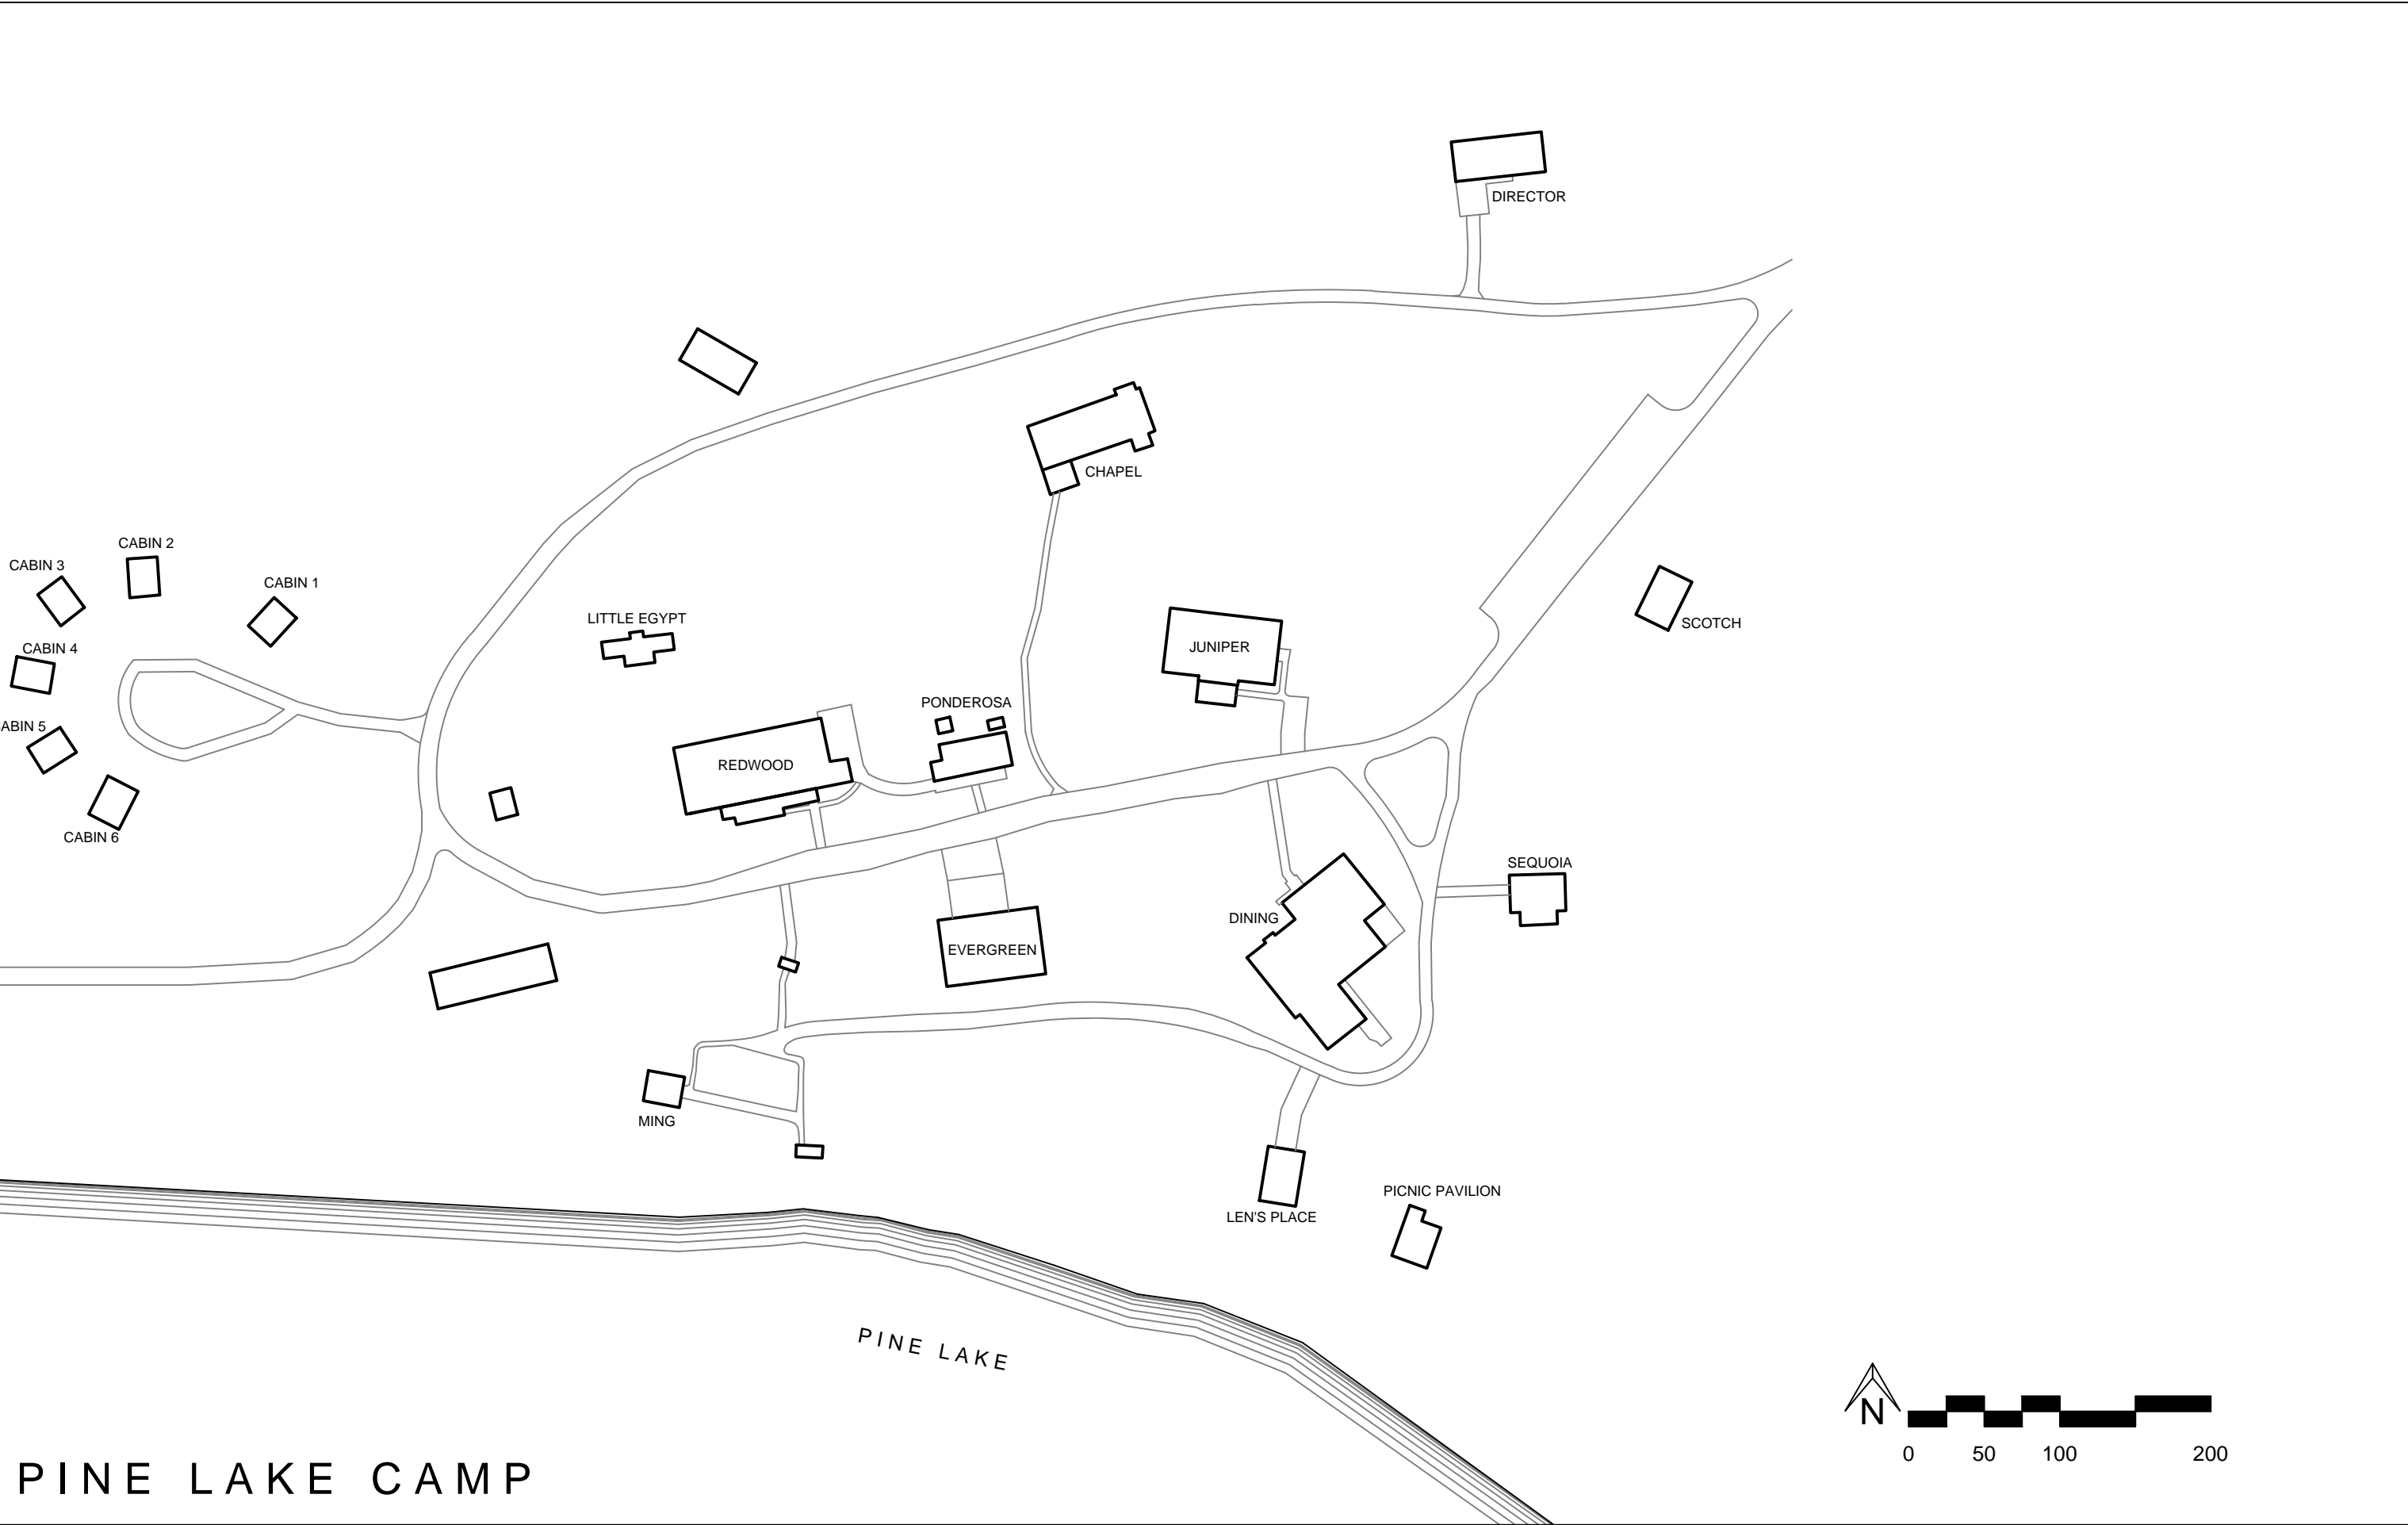 DIRECTOR
CHAPEL
CABIN 2
CABIN 3
CABIN 1
LITTLE EGYPT
SCOTCH
CABIN 4
JUNIPER
PONDEROSA
ABIN 5
REDWOOD
CABIN 6
SEQUOIA
DINING
EVERGREEN
MING
PICNIC PAVILION
LEN'S PLACE
PINE LAKE
N
0 50 100 200
PINE LAKE CAMP